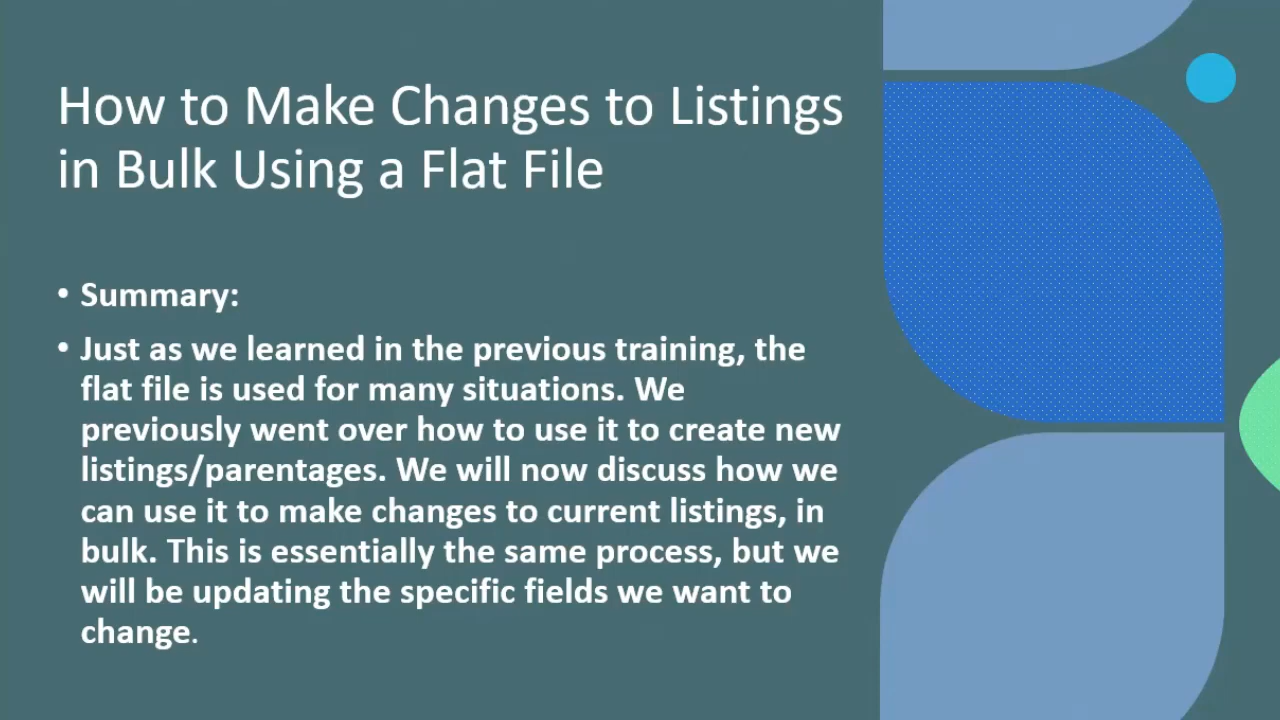 How to Make Changes to Listings
in Bulk Using a Flat File
• Summary:
• Just as we learned in the previous training, the
flat file is used for many situations. We
previously went over how to use it to create new
listings/parentages. We will now discuss how we
can use it to make changes to current listings, in
bulk. This is essentially the same process, but we
will be updating the specific fields we want to
change.